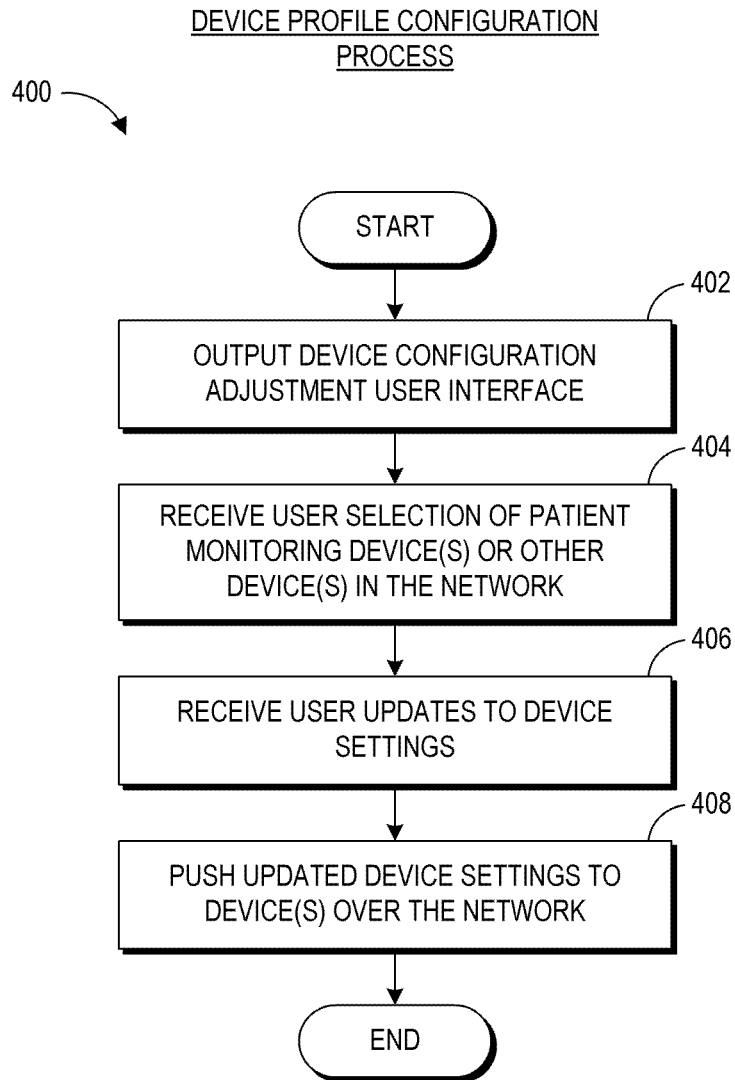 DEVICE PROFILE CONFIGURATION
PROCESS
400
START
402
OUTPUT DEVICE CONFIGURATION
ADJUSTMENT USER INTERFACE
404
RECEIVE USER SELECTION OF PATIENT
MONITORING DEVICE(S) OR OTHER
DEVICE(S) IN THE NETWORK
406
RECEIVE USER UPDATES TO DEVICE
SETTINGS
408
PUSH UPDATED DEVICE SETTINGS TO
DEVICE(S) OVER THE NETWORK
END